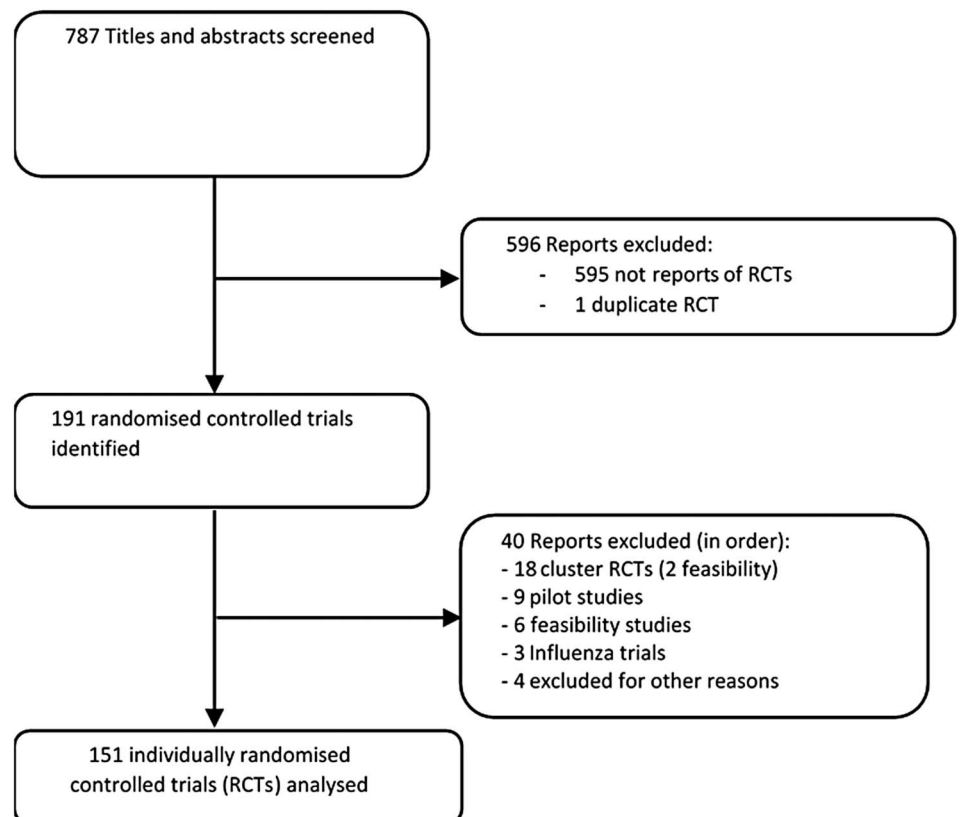 787 Titles and abstracts screened
596 Reports excluded:
- 595 not reports of RCTs
- 1 duplicate RCT
191 randomised controlled trials
identified
40 Reports excluded (in order):
- 18 cluster RCTs (2 feasibility)
- 9 pilot studies
- 6 feasibility studies
- 3 Influenza trials
- 4 excluded for other reasons
151 individually randomised
controlled trials (RCTs) analysed